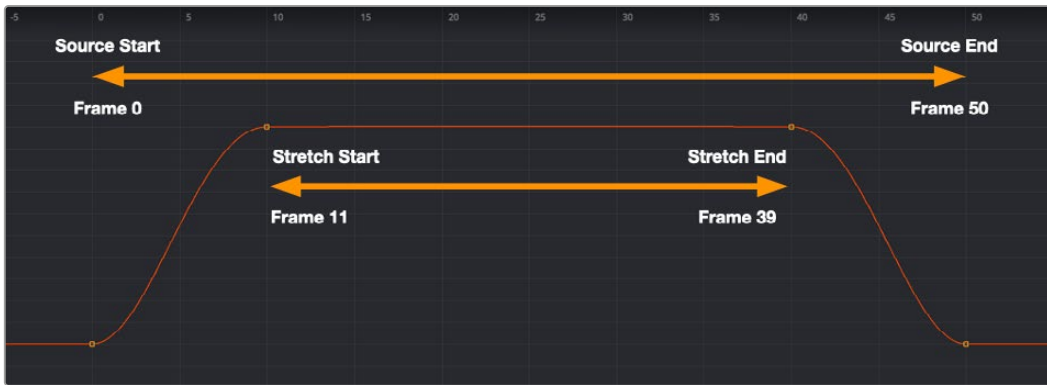 -5 0 5 10 15 20 25 30 35 40 45 50
Source Start Source End
Frame 0 Frame 50
Stretch Start Stretch End
Frame 11 Frame 39